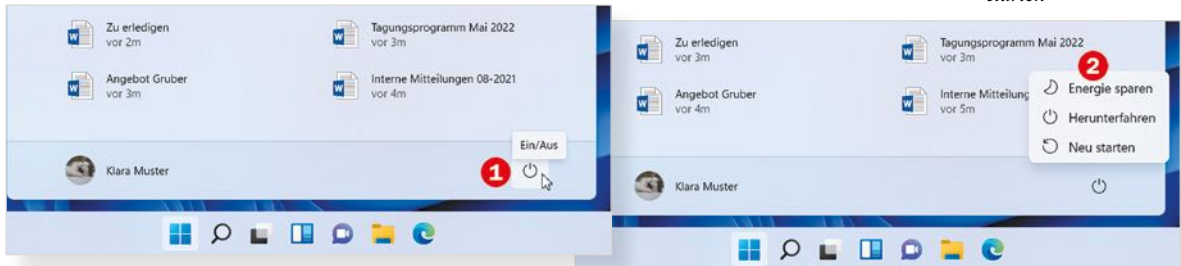 Zu erledigen
vor 2m
Tagungsprogramm Mai 2022
vor 3m
Angebot Gruber
vor 3m
Interne Mitteilungen 08-2021
vor 4m
Ein/Aus
1
Klara Muster
Zu erledigen
vor 3m
Tagungsprogramm Mai 2022
vor 3m
2
Angebot Gruber
vor 4m
Interne Mitteilung
vor 5m
Energie sparen
Herunterfahren
Neu starten
Klara Muster